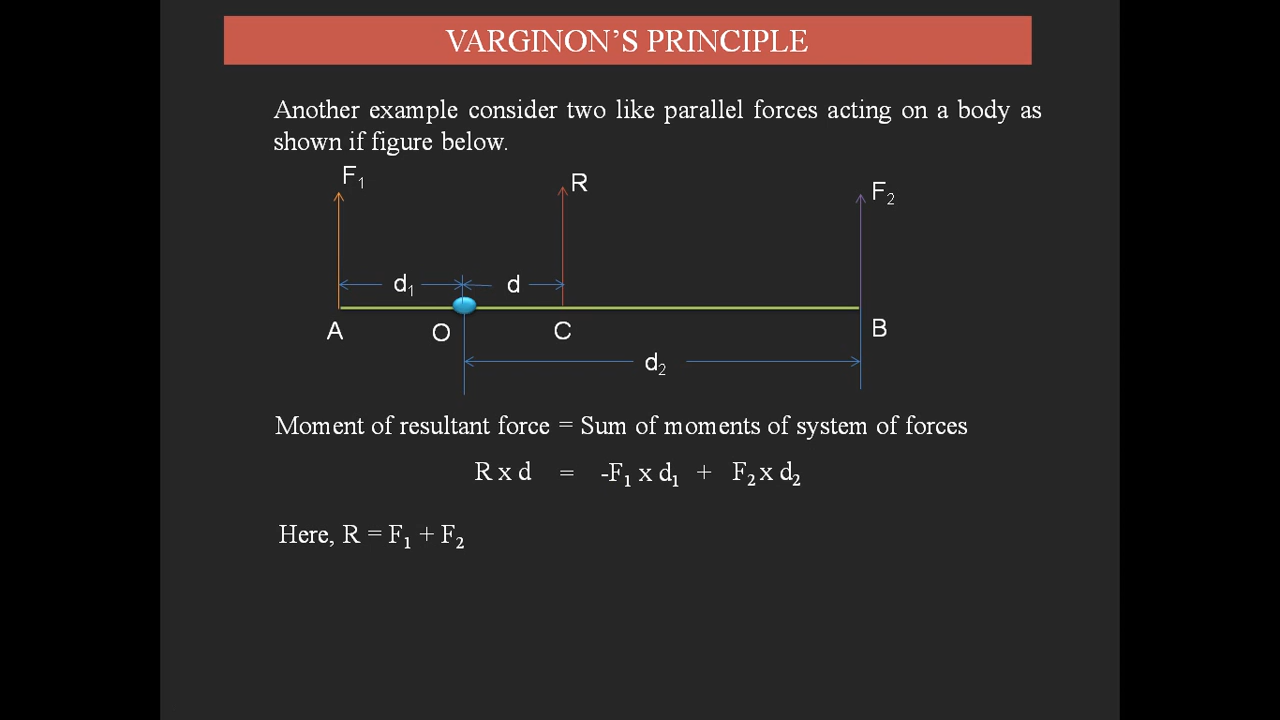 VARGINON’S PRINCIPLE
Another example consider two like parallel forces acting on a body as
shown if figure below.
F₁
R
F₂
d₁
d
A
O
C
B
d₂
Moment of resultant force = Sum of moments of system of forces
R x d = -F₁ x d₁ + F₂ x d₂
Here, R = F₁ + F₂